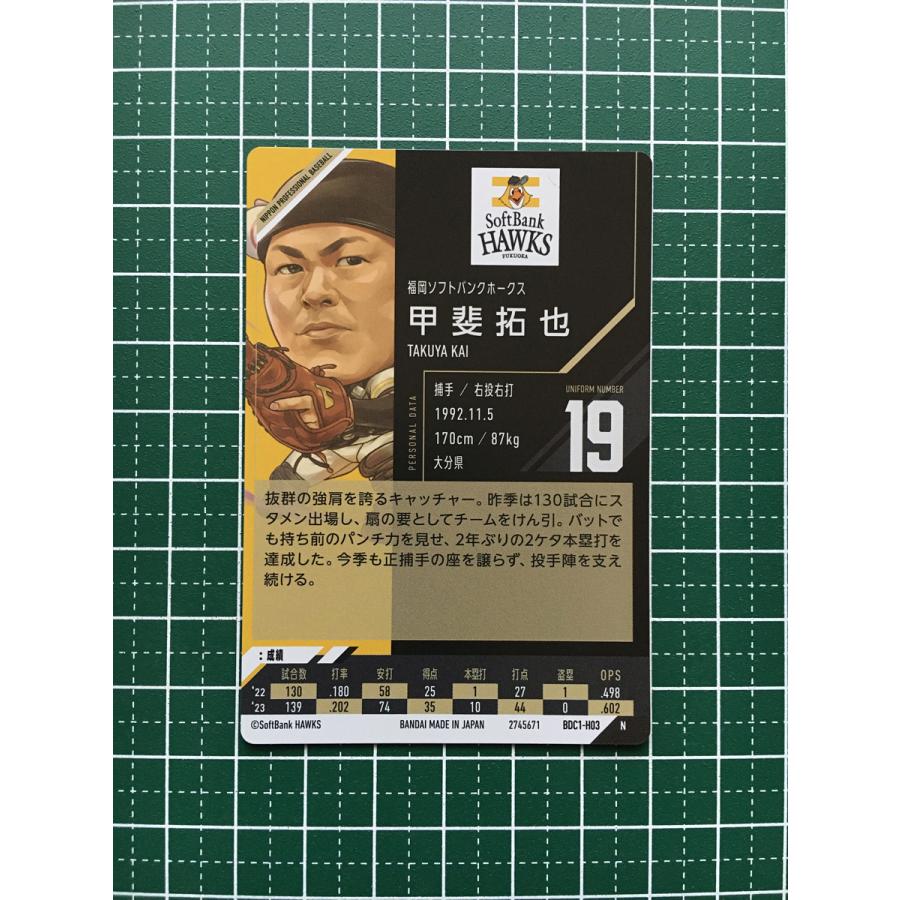 NIPPON PROFESSIONAL BASEBALL
SoftBank
HAWKS
FUKUOKA
福岡ソフトバンクホークス
甲斐拓也
TAKUYA KAI
PERSONAL DATA
捕手 / 右投右打
1992.11.5
170cm / 87kg
大分県
UNIFORM NUMBER
19
抜群の強肩を誇るキャッチャー。昨季は130試合にス
タメン出場し、扇の要としてチームをけん引。バットで
も持ち前のパンチ力を見せ、2年ぶりの2ケタ本塁打を
達成した。今季も正捕手の座を譲らず、投手陣を支え
続ける。
:成績
試合数 打率 安打 得点 本塁打 打点 盗塁 OPS
'22 130 .180 58 25 1 27 1 .498
'23 139 .202 74 35 10 44 0 .602
©SoftBank HAWKS BANDAI MADE IN JAPAN 2745671 BDC1-H03 N